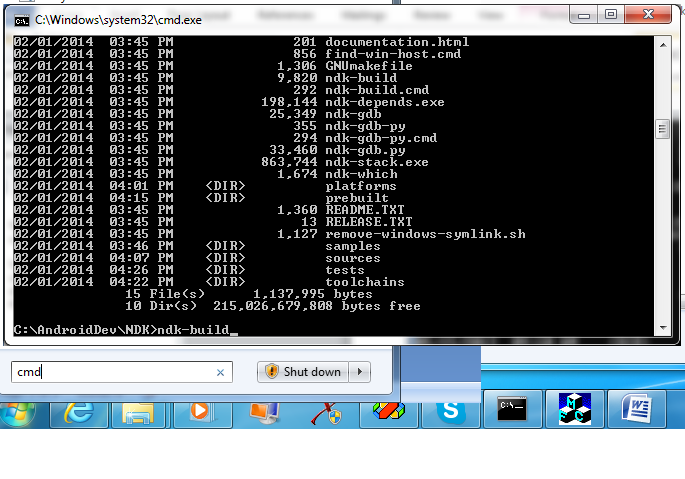 References Mailings Review View
C:\Windows\system32\cmd.exe
02/01/2014 03:45 PM 201 documentation.html
02/01/2014 03:45 PM 856 find-win-host.cmd
02/01/2014 03:45 PM 1,306 GNUmakefile
02/01/2014 03:45 PM 9,820 ndk-build
02/01/2014 03:45 PM 292 ndk-build.cmd
02/01/2014 03:45 PM 198,144 ndk-depends.exe
02/01/2014 03:45 PM 25,349 ndk-gdb
02/01/2014 03:45 PM 355 ndk-gdb-py
02/01/2014 03:45 PM 294 ndk-gdb-py.cmd
02/01/2014 03:45 PM 33,460 ndk-gdb.py
02/01/2014 03:45 PM 863,744 ndk-stack.exe
02/01/2014 03:45 PM 1,674 ndk-which
02/01/2014 04:01 PM <DIR> platforms
02/01/2014 04:15 PM <DIR> prebuilt
02/01/2014 03:45 PM 1,360 README.TXT
02/01/2014 03:45 PM 13 RELEASE.TXT
02/01/2014 03:45 PM 1,127 remove-windows-symlink.sh
02/01/2014 03:46 PM <DIR> samples
02/01/2014 04:07 PM <DIR> sources
02/01/2014 04:26 PM <DIR> tests
02/01/2014 04:22 PM <DIR> toolchains
15 File(s) 1,137,995 bytes
10 Dir(s) 215,026,679,808 bytes free
C:\AndroidDev\NDK>ndk-build_
cmd
Shut down